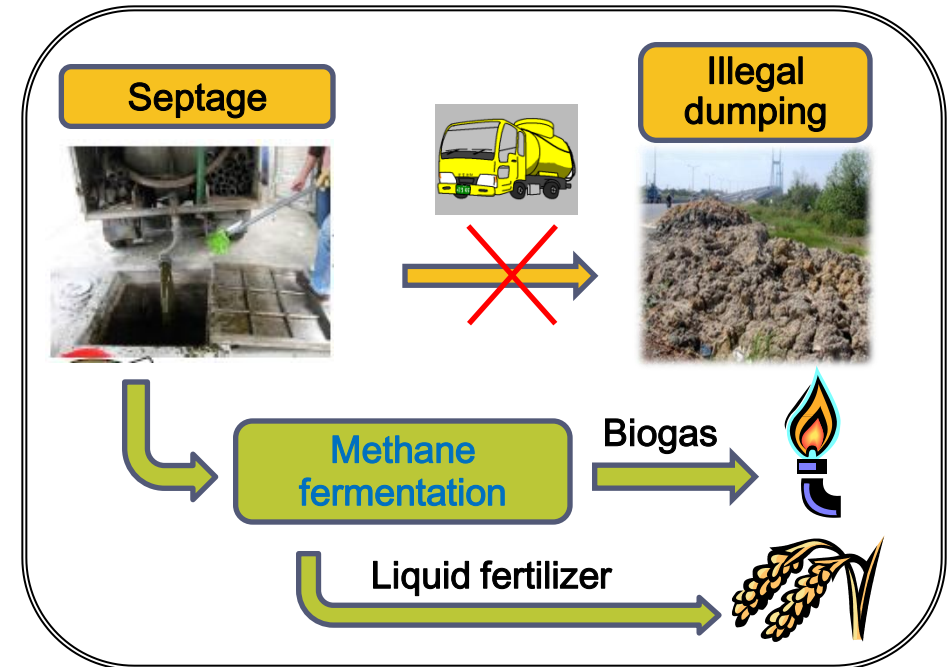 Septage
Illegal
dumping
Methane
fermentation
Biogas
Liquid fertilizer